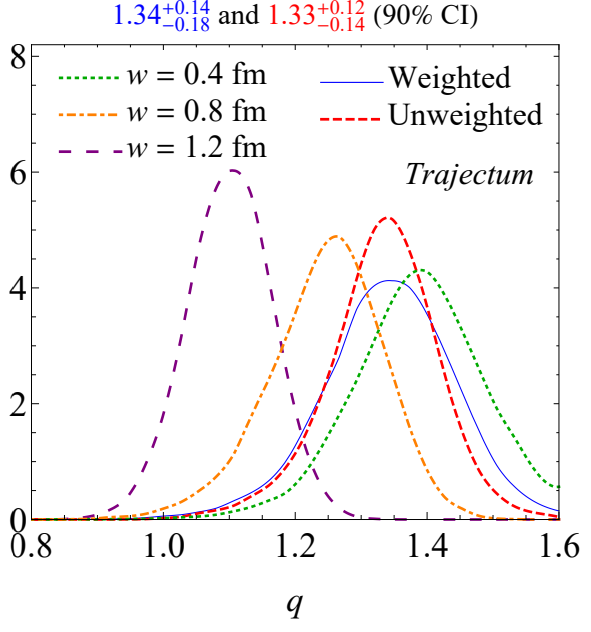 1.34+0.14−0.18 and 1.33+0.12−0.14 (90% CI)
8
w = 0.4 fm
w = 0.8 fm
w = 1.2 fm
Weighted
Unweighted
Trajectum
6
4
2
0
0.8 1.0 1.2 1.4 1.6
q